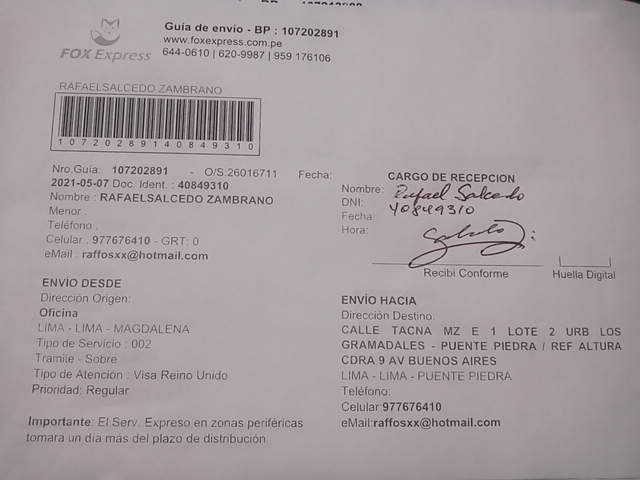 Guía de envío - BP : 107202891
www.foxexpress.com.pe
FOX Express
644-0610 | 620-9987 | 959 176106
RAFAELSALCEDO ZAMBRANO
10720289140849310
Nro.Guía: 107202891 - O/S:26016711 Fecha:
2021-05-07 Doc. Ident. : 40849310
Nombre : RAFAELSALCEDO ZAMBRANO
Menor .
Teléfono .
Celular : 977676410 - GRT: 0
eMail : raffosxx@hotmail.com
CARGO DE RECEPCION
Nombre: Rafael Salcedo
DNI: 40849310
Fecha:
Hora:
Recibi Conforme
Huella Digital
ENVÍO DESDE
Dirección Origen:
Oficina
LIMA - LIMA - MAGDALENA
Tipo de Servicio : 002
Tramite - Sobre
Tipo de Atención : Visa Reino Unido
Prioridad: Regular
ENVÍO HACIA
Dirección Destino:
CALLE TACNA MZ E 1 LOTE 2 URB LOS
GRAMADALES - PUENTE PIEDRA / REF ALTURA
CDRA 9 AV BUENOS AIRES
LIMA - LIMA - PUENTE PIEDRA
Teléfono:
Celular:977676410
eMail:raffosxx@hotmail.com
Importante: El Serv. Expreso en zonas periféricas
tomara un día más del plazo de distribución